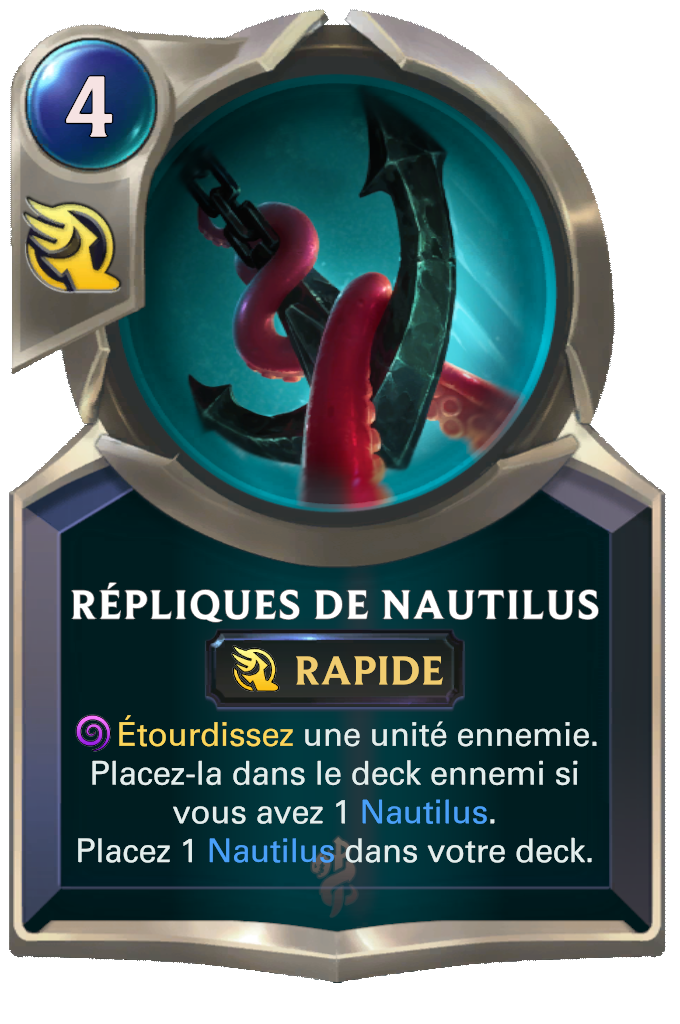 4
RÉPLIQUES DE NAUTILUS
RAPIDE
Étourdissez une unité ennemie.
Placez-la dans le deck ennemi si
vous avez 1 Nautilus.
Placez 1 Nautilus dans votre deck.